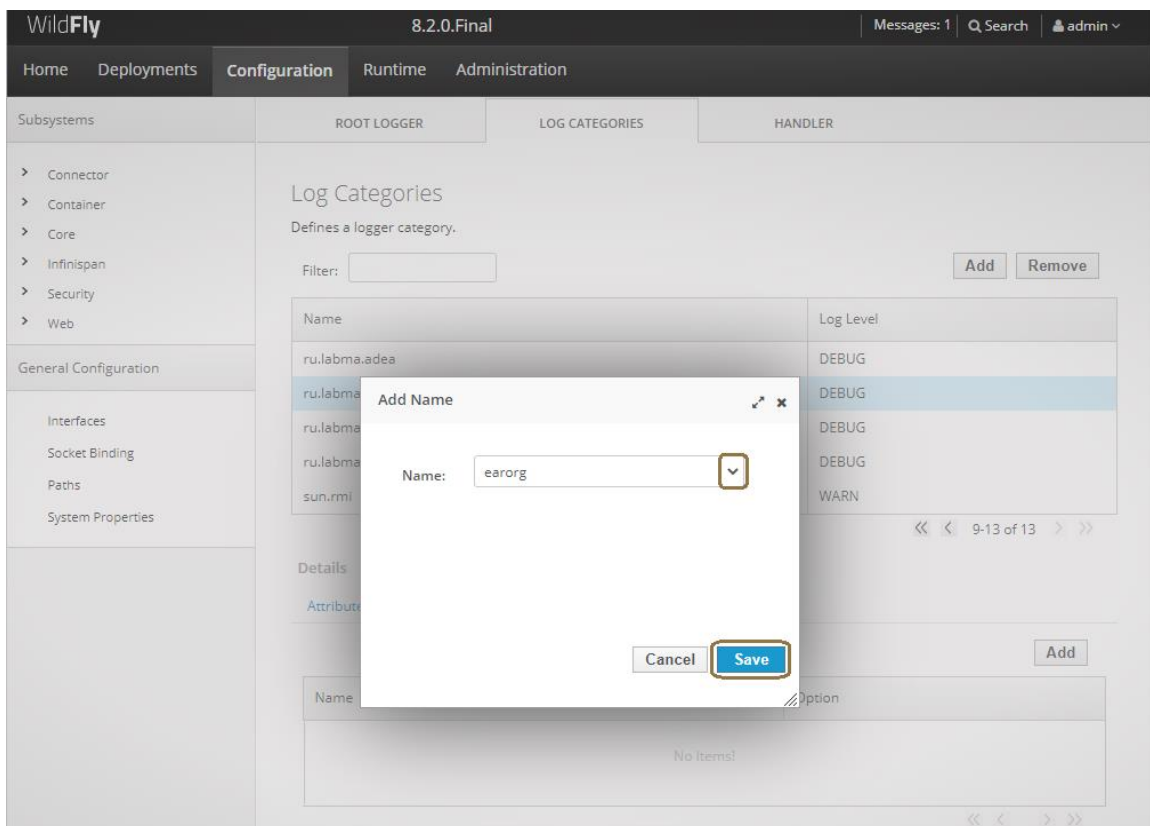 WildFly 8.2.0.Final Messages: 1 Search admin
Home Deployments Configuration Runtime Administration
Subsystems
ROOT LOGGER LOG CATEGORIES HANDLER
Connector
Container
Core
Infinispan
Security
Web
General Configuration
Interfaces
Socket Binding
Paths
System Properties
Log Categories
Defines a logger category.
Filter: Add Remove
Name Log Level
ru.labma.adea DEBUG
ru.labma DEBUG
ru.labma DEBUG
ru.labma DEBUG
sun.rmi WARN
9-13 of 13
Add Name
Name: earorg
Cancel Save
Details
Attribute
Add
Name Option
No items!